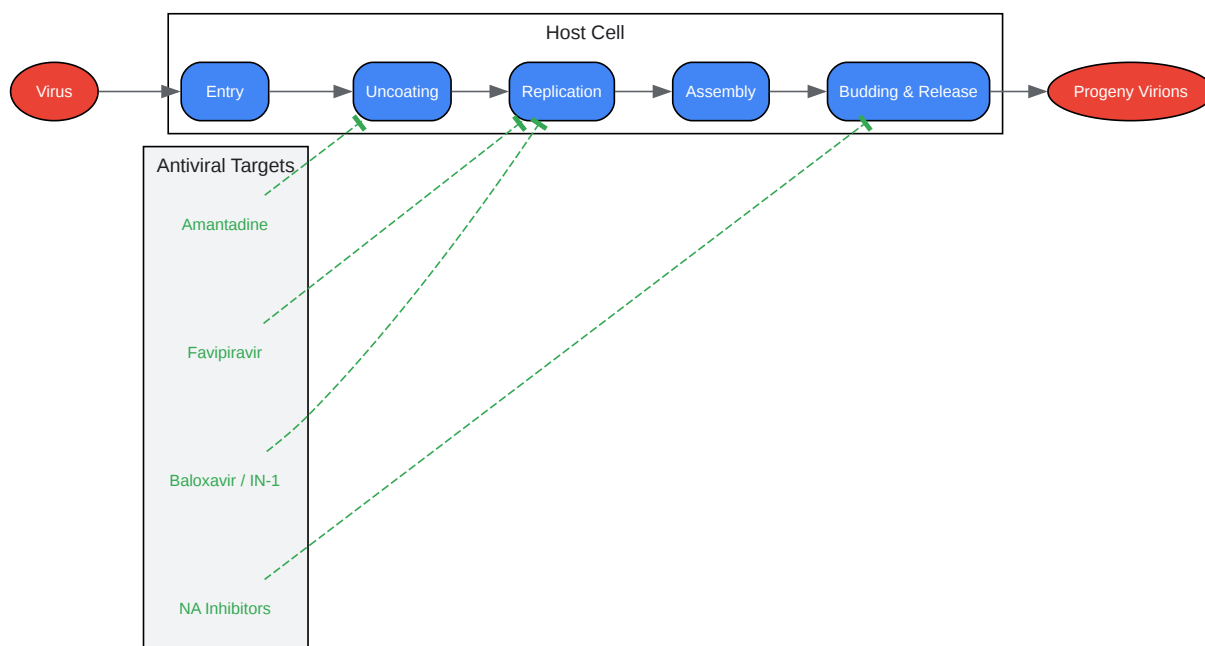 Host Cell
Virus
Entry
Uncoating
Replication
Assembly
Budding & Release
Progeny Virions
Antiviral Targets
Amantadine
Favipiravir
Baloxavir / IN-1
NA Inhibitors